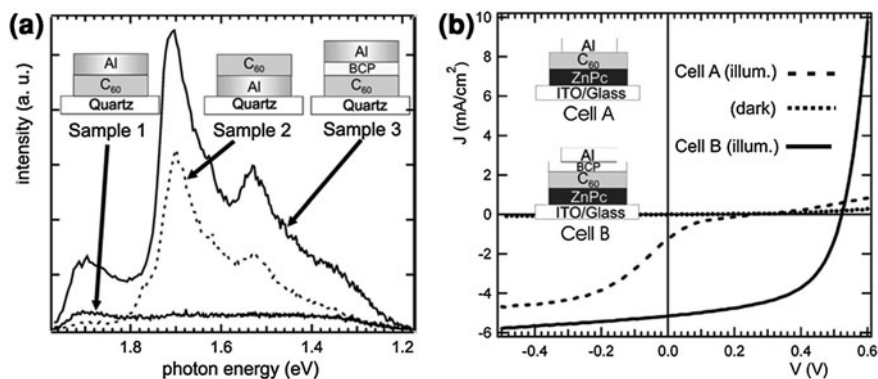 (a)
intensity (a. u.)
Al
C60
Quartz
Sample 1
C60
Al
Quartz
Sample 2
Al
BCP
C60
Quartz
Sample 3
1.8 1.6 1.4 1.2
photon energy (eV)
(b)
J (mA/cm²)
10
8
6
4
2
0
-2
-4
-6
Al
C60
ZnPc
ITO/Glass
Cell A
Al
BCP
C60
ZnPc
ITO/Glass
Cell B
Cell A (illum.)
(dark)
Cell B (illum.)
-0.4 -0.2 0.0 0.2 0.4 0.6
V (V)